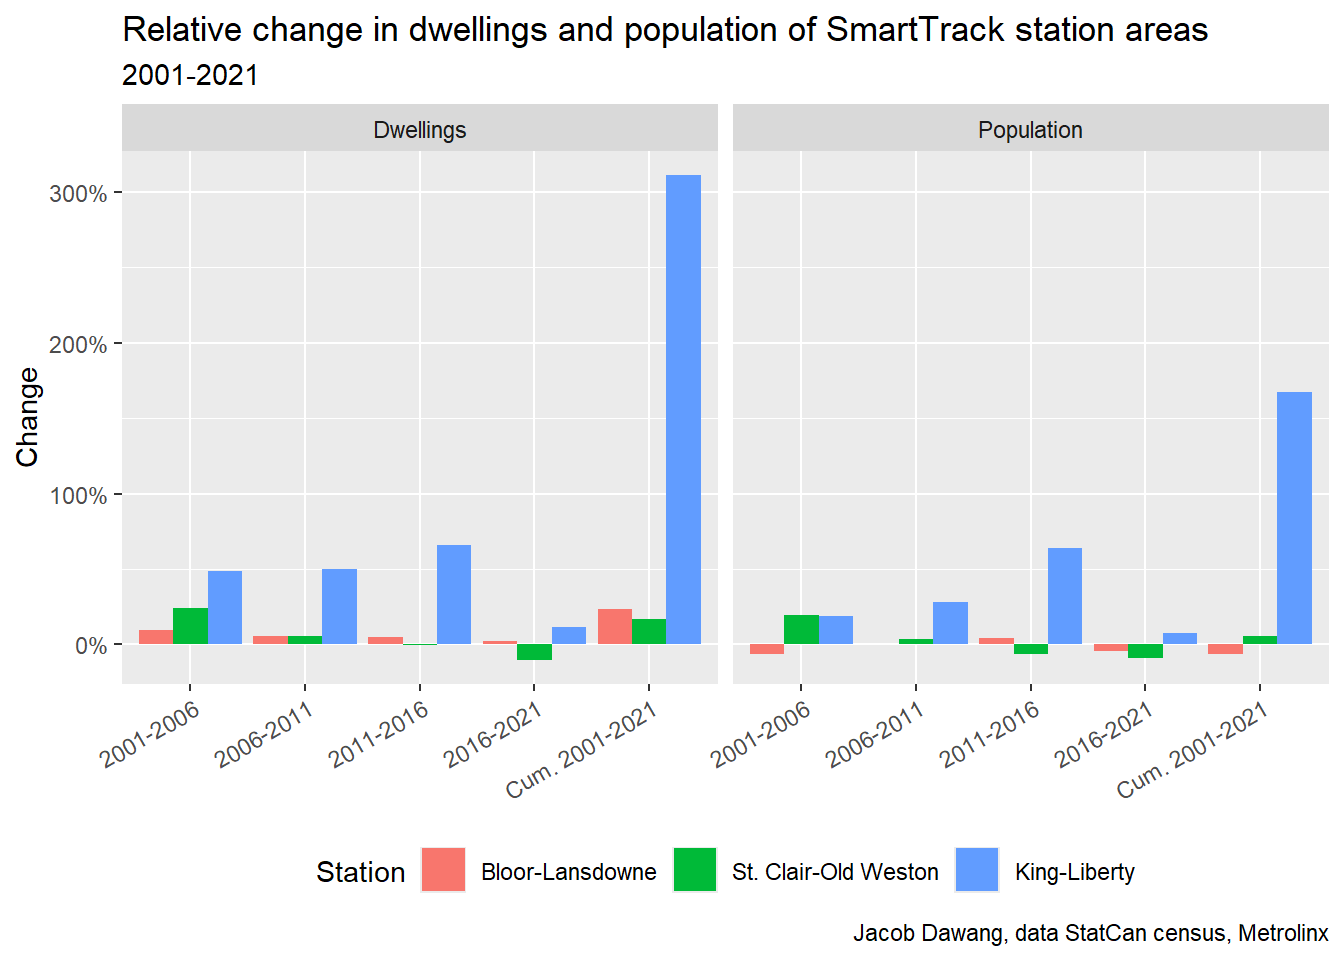 Relative change in dwellings and population of SmartTrack station areas
2001-2021
Dwellings
Population
Change
300%
200%
100%
0%
2001-2006
2006-2011
2011-2016
2016-2021
Cum. 2001-2021
2001-2006
2006-2011
2011-2016
2016-2021
Cum. 2001-2021
Station Bloor-Lansdowne St. Clair-Old Weston King-Liberty
Jacob Dawang, data StatCan census, Metrolinx